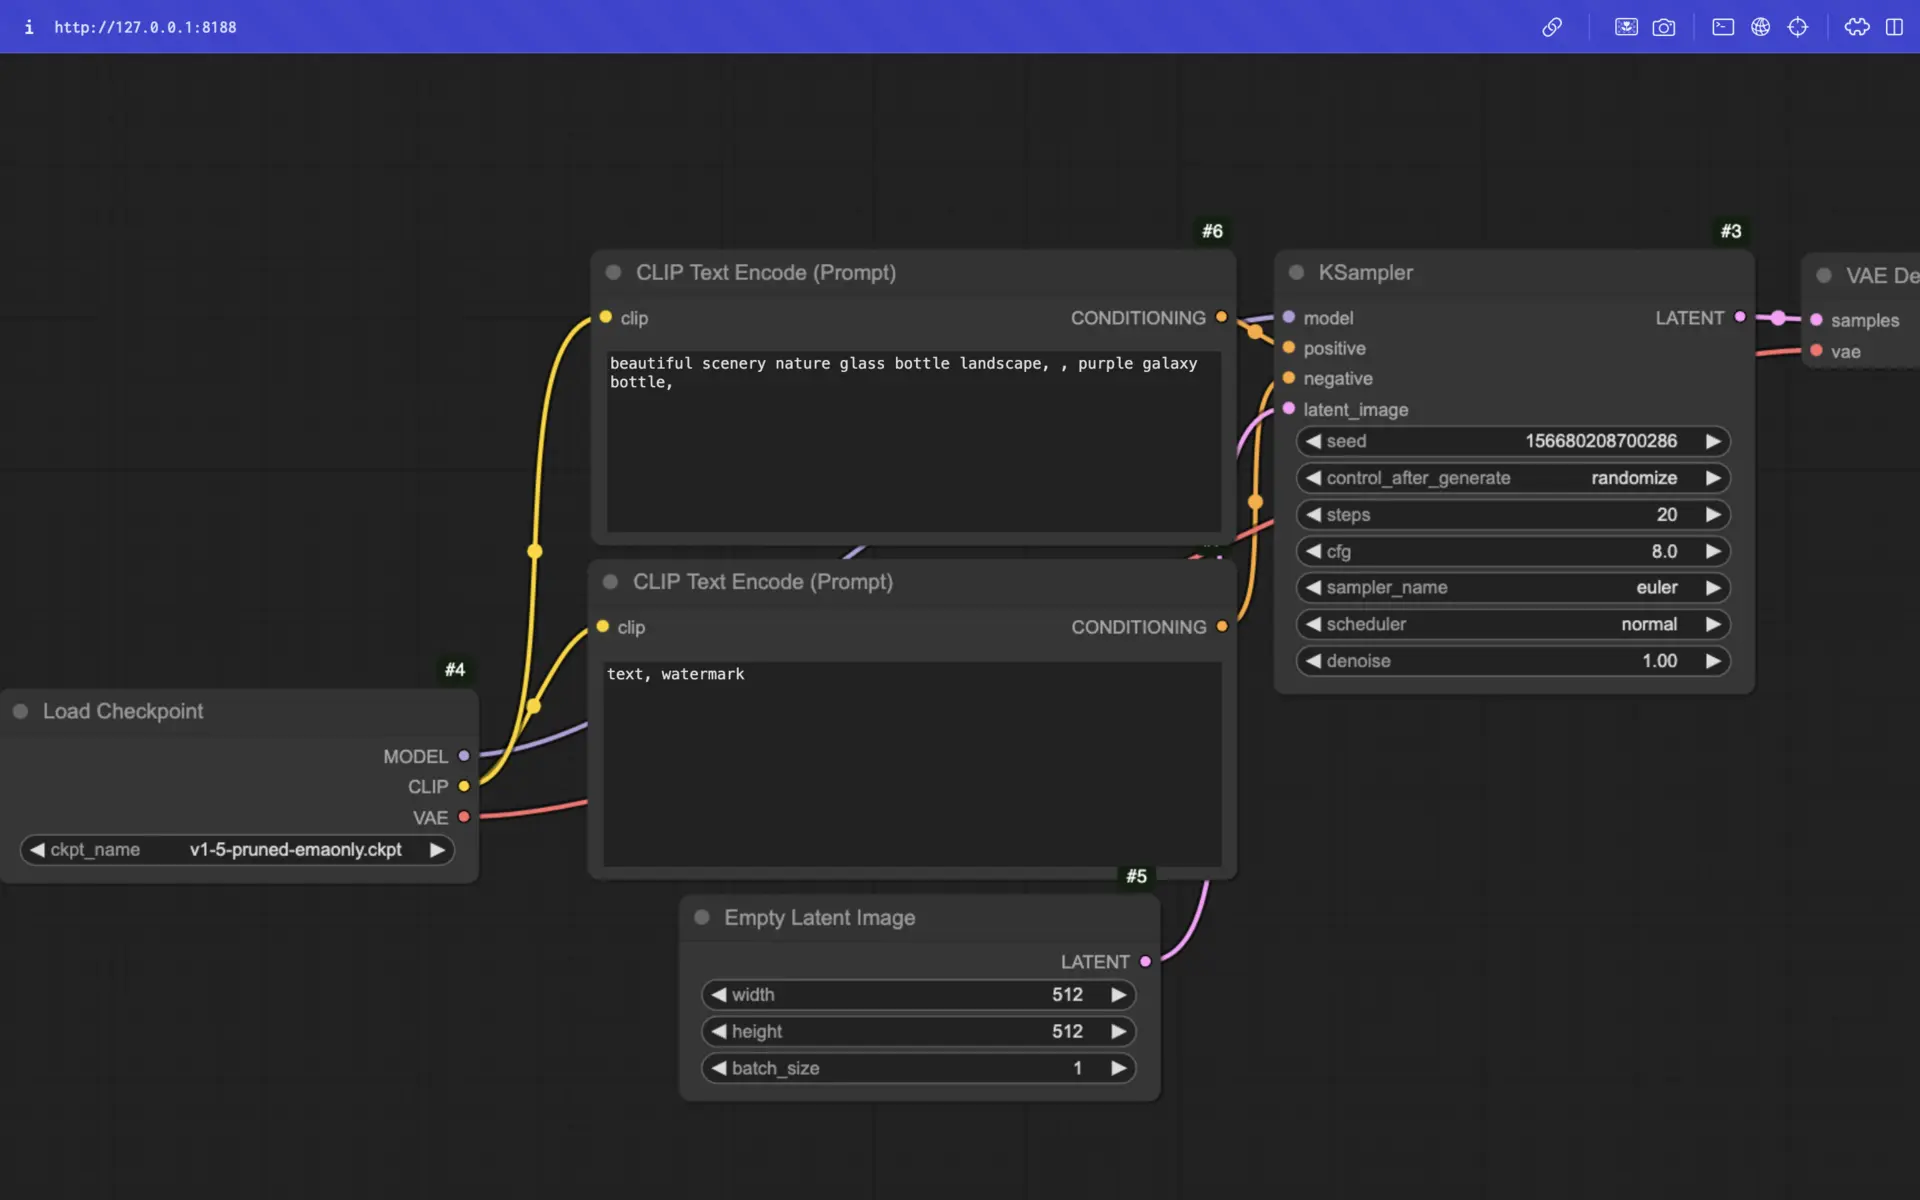 i http://127.0.0.1:8188
#6
CLIP Text Encode (Prompt)
clip
CONDITIONING
beautiful scenery nature glass bottle landscape, , purple galaxy
bottle,
#3
KSampler
model
LATENT
positive
negative
latent_image
seed 156680208700286
control_after_generate randomize
steps 20
cfg 8.0
sampler_name euler
scheduler normal
denoise 1.00
VAE De
samples
vae
CLIP Text Encode (Prompt)
clip
CONDITIONING
text, watermark
#4
Load Checkpoint
MODEL
CLIP
VAE
ckpt_name v1-5-pruned-emaonly.ckpt
#5
Empty Latent Image
LATENT
width 512
height 512
batch_size 1